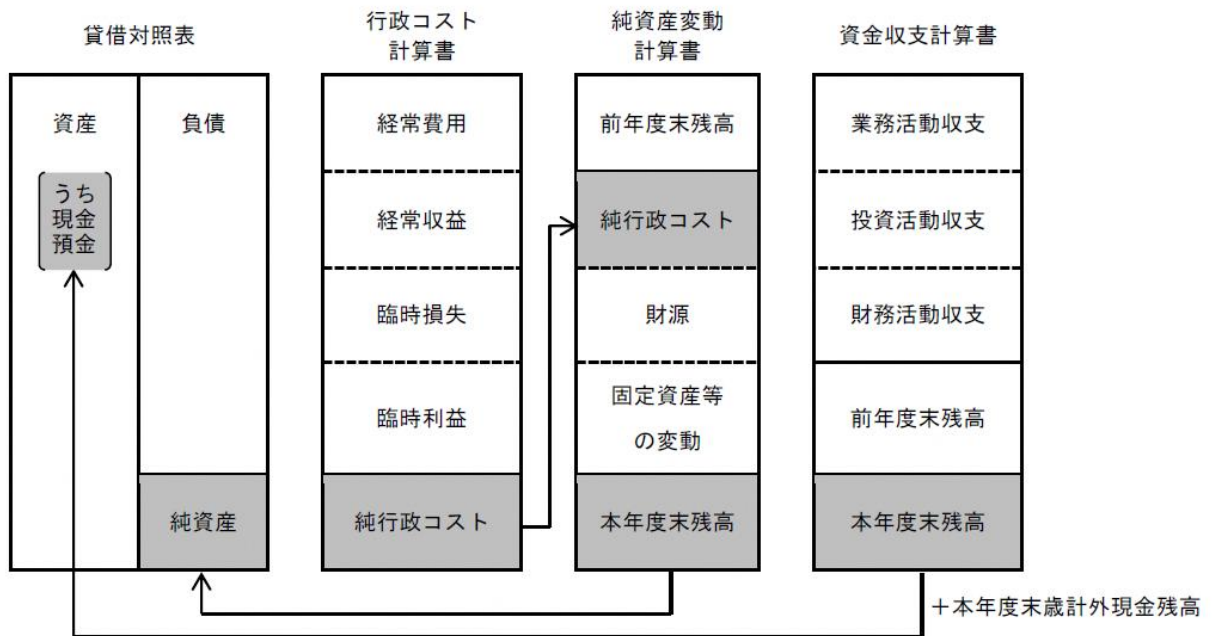 貸借対照表
資産
うち
現金
預金
負債
純資産
行政コスト
計算書
経常費用
経常収益
臨時損失
臨時利益
純行政コスト
純資産変動
計算書
前年度末残高
純行政コスト
財源
固定資産等
の変動
本年度末残高
資金収支計算書
業務活動収支
投資活動収支
財務活動収支
前年度末残高
本年度末残高
＋本年度末歳計外現金残高